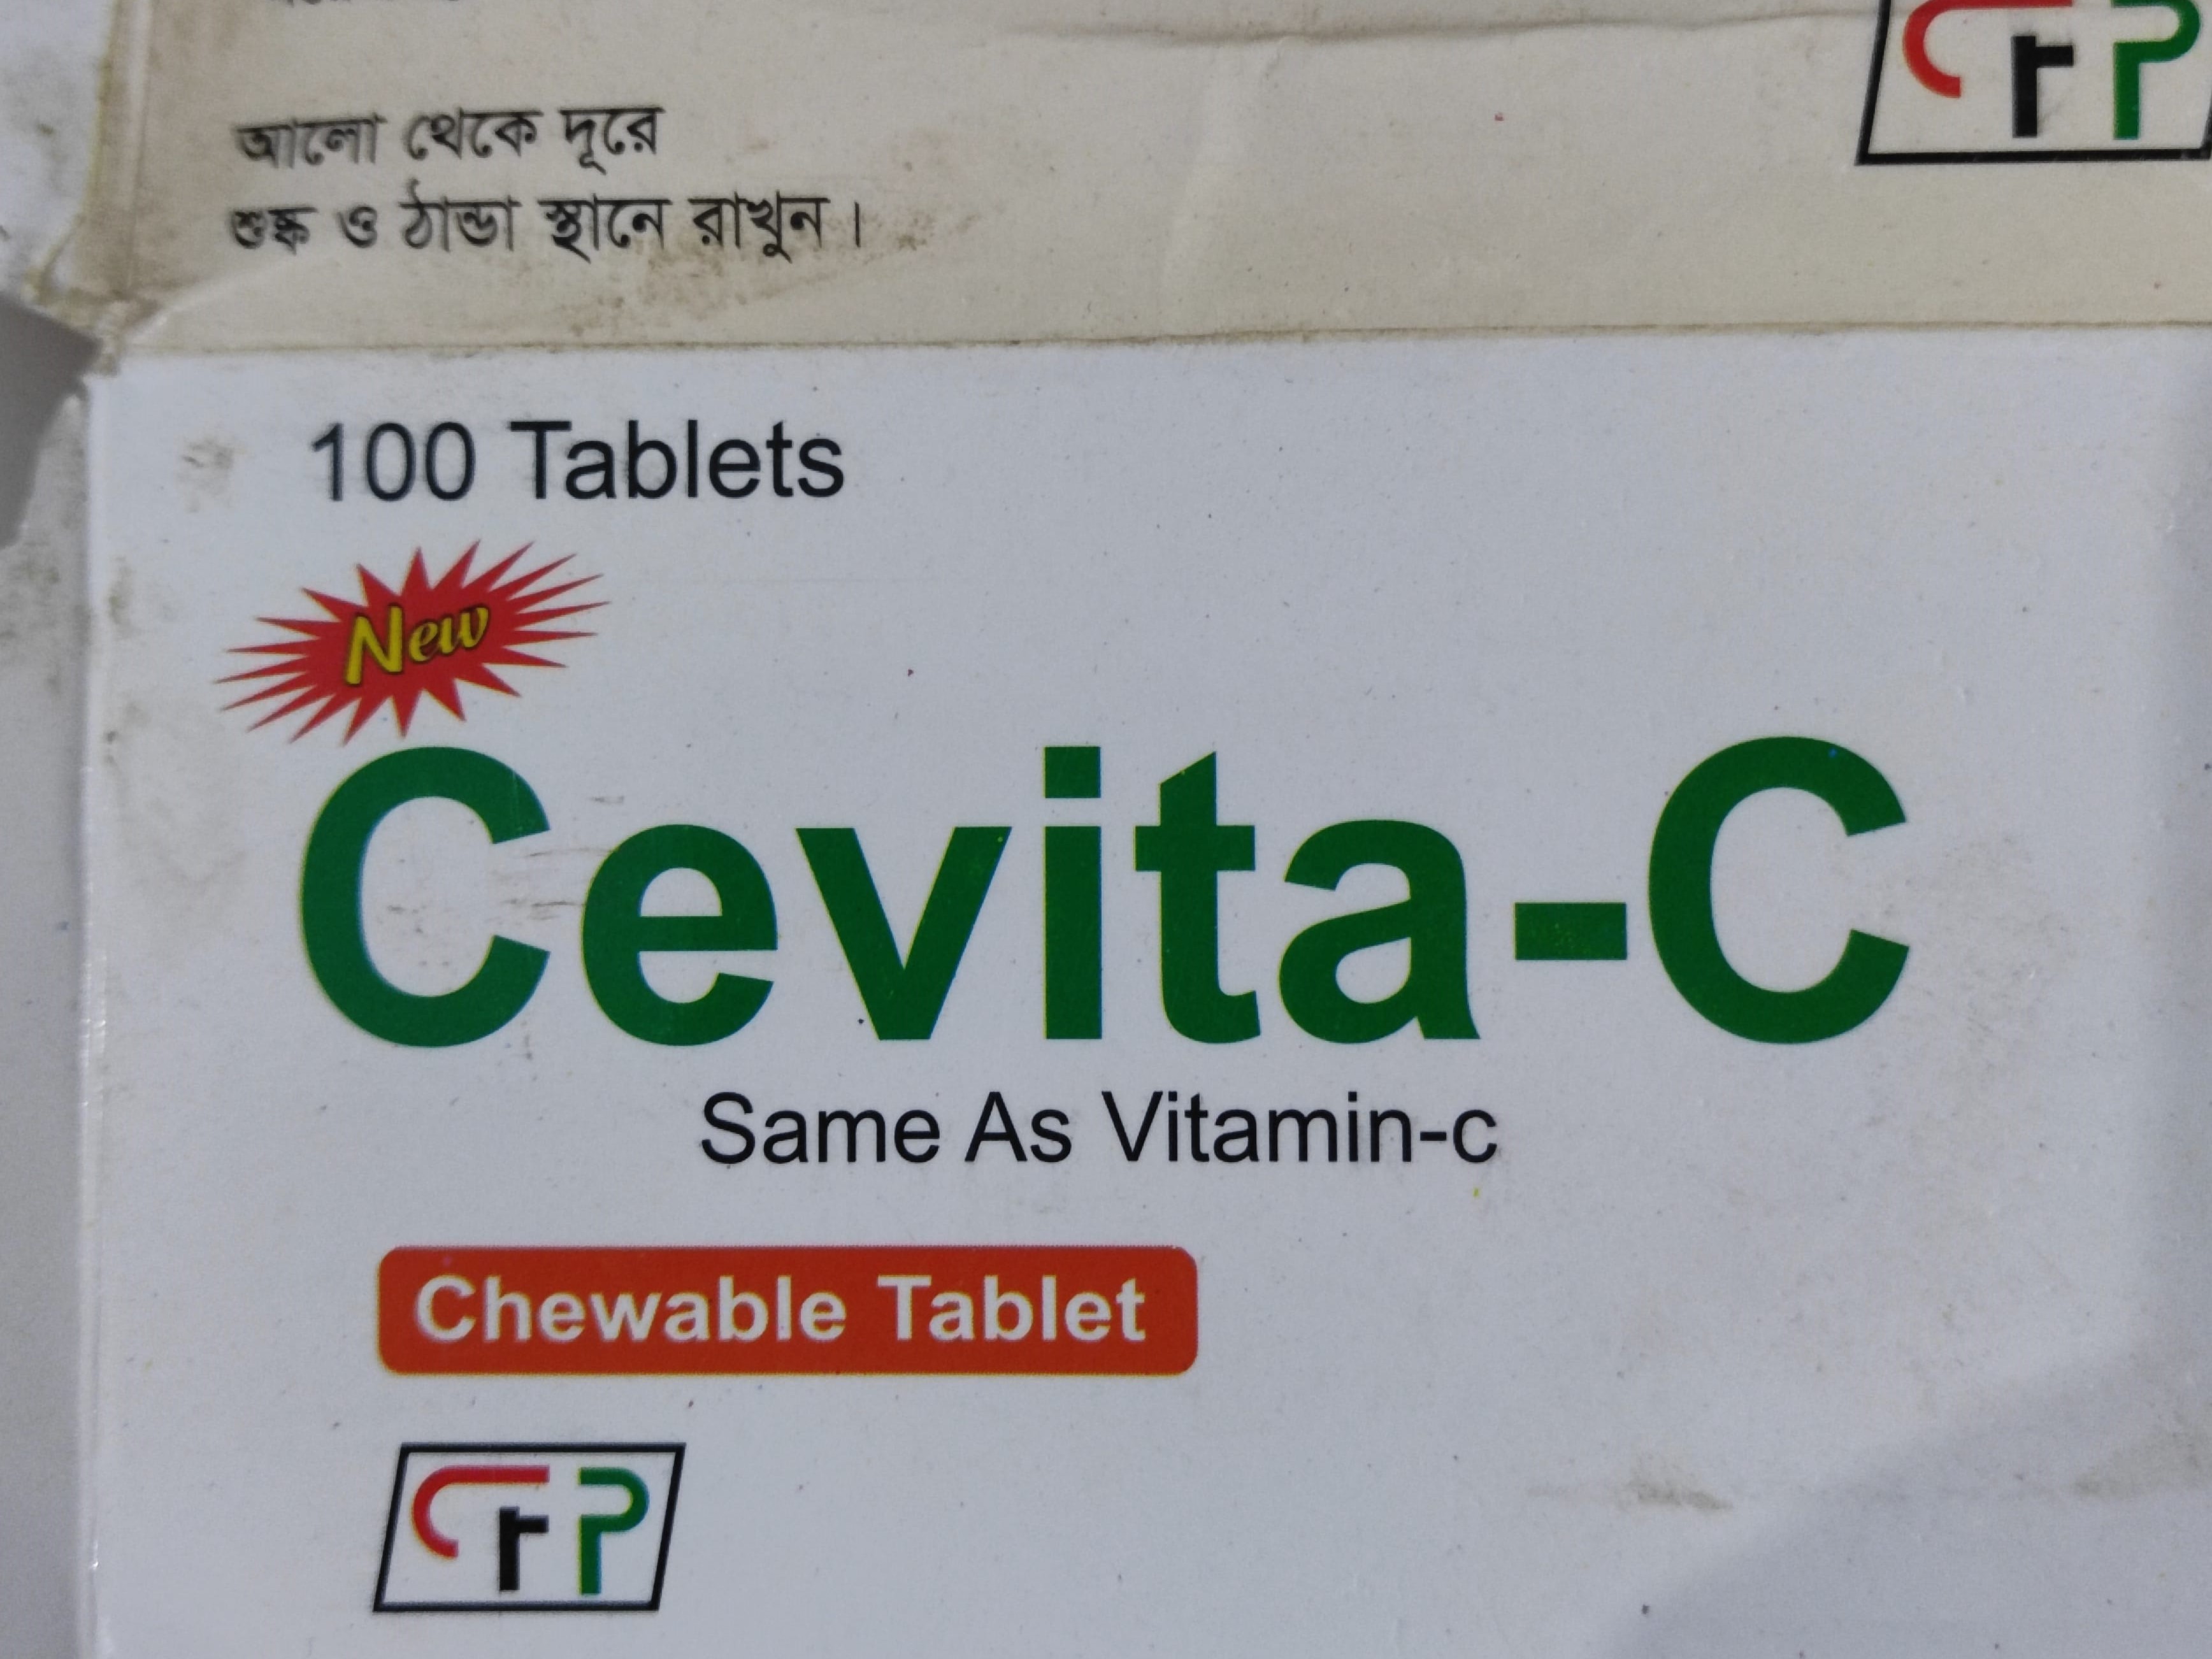 আলো থেকে দূরে
শুষ্ক ও ঠান্ডা স্থানে রাখুন।
100 Tablets
New
Cevita-C
Same As Vitamin-c
Chewable Tablet